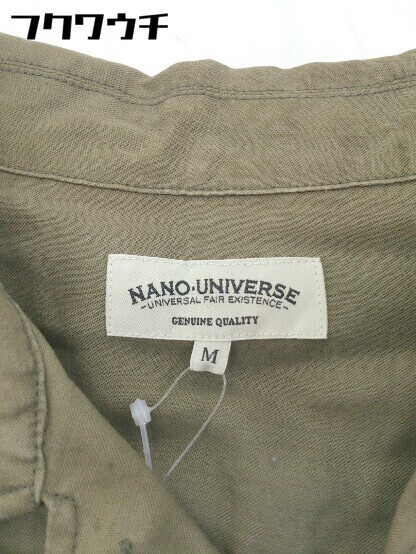 フクワウチ
NANO·UNIVERSE
-UNIVERSAL FAIR EXISTENCE-
GENUINE QUALITY
M